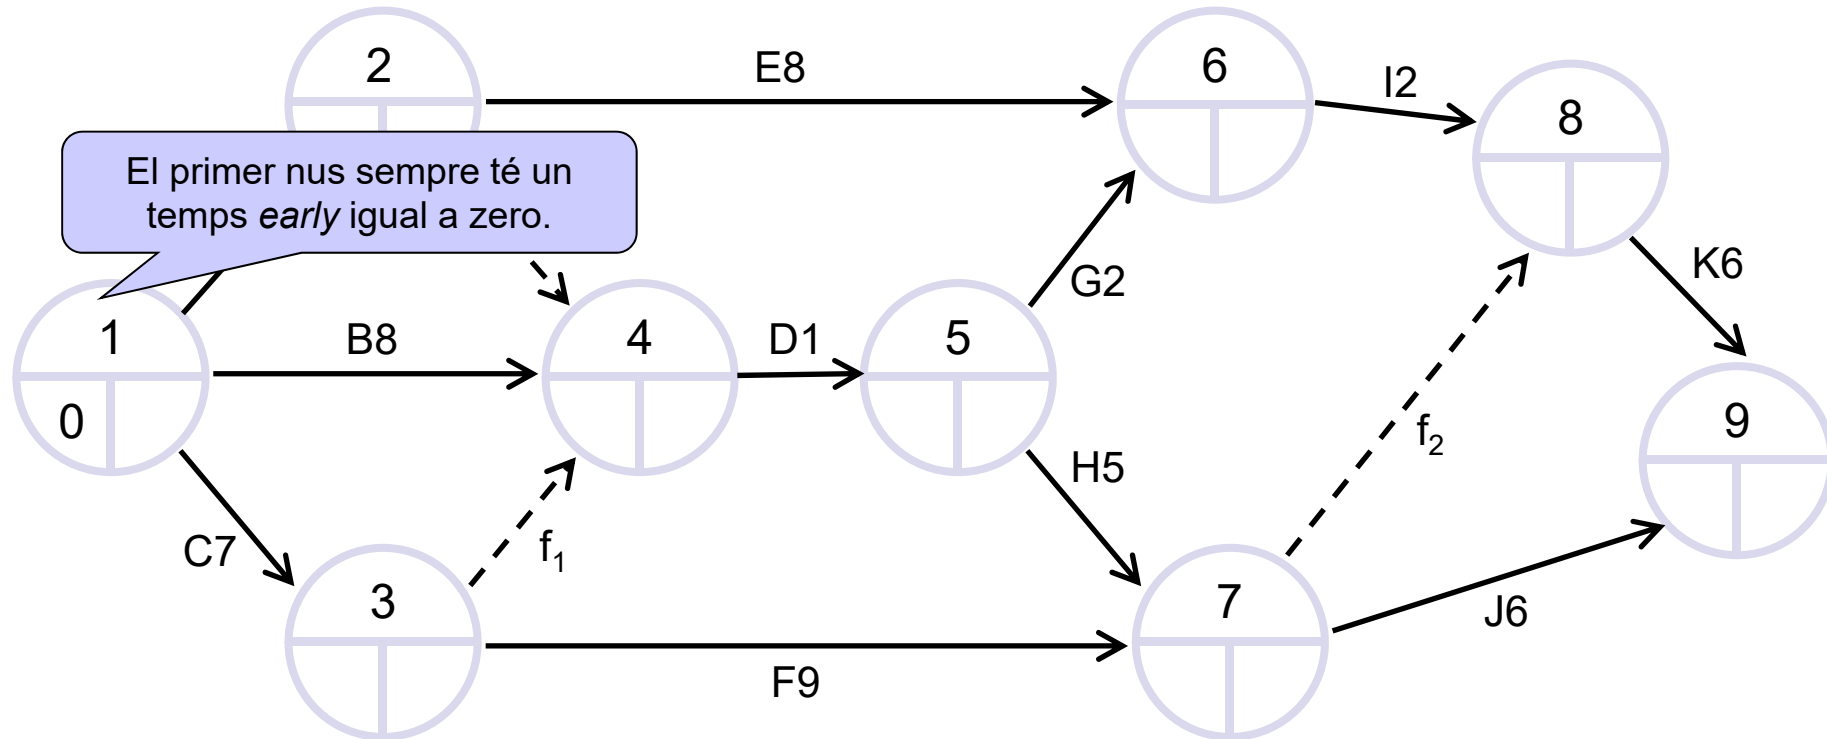 2
E8
6
I2
8
El primer nus sempre té un
temps early igual a zero.
K6
G2
1
B8
4
D1
5
0
9
f2
H5
C7
f1
3
7
J6
F9